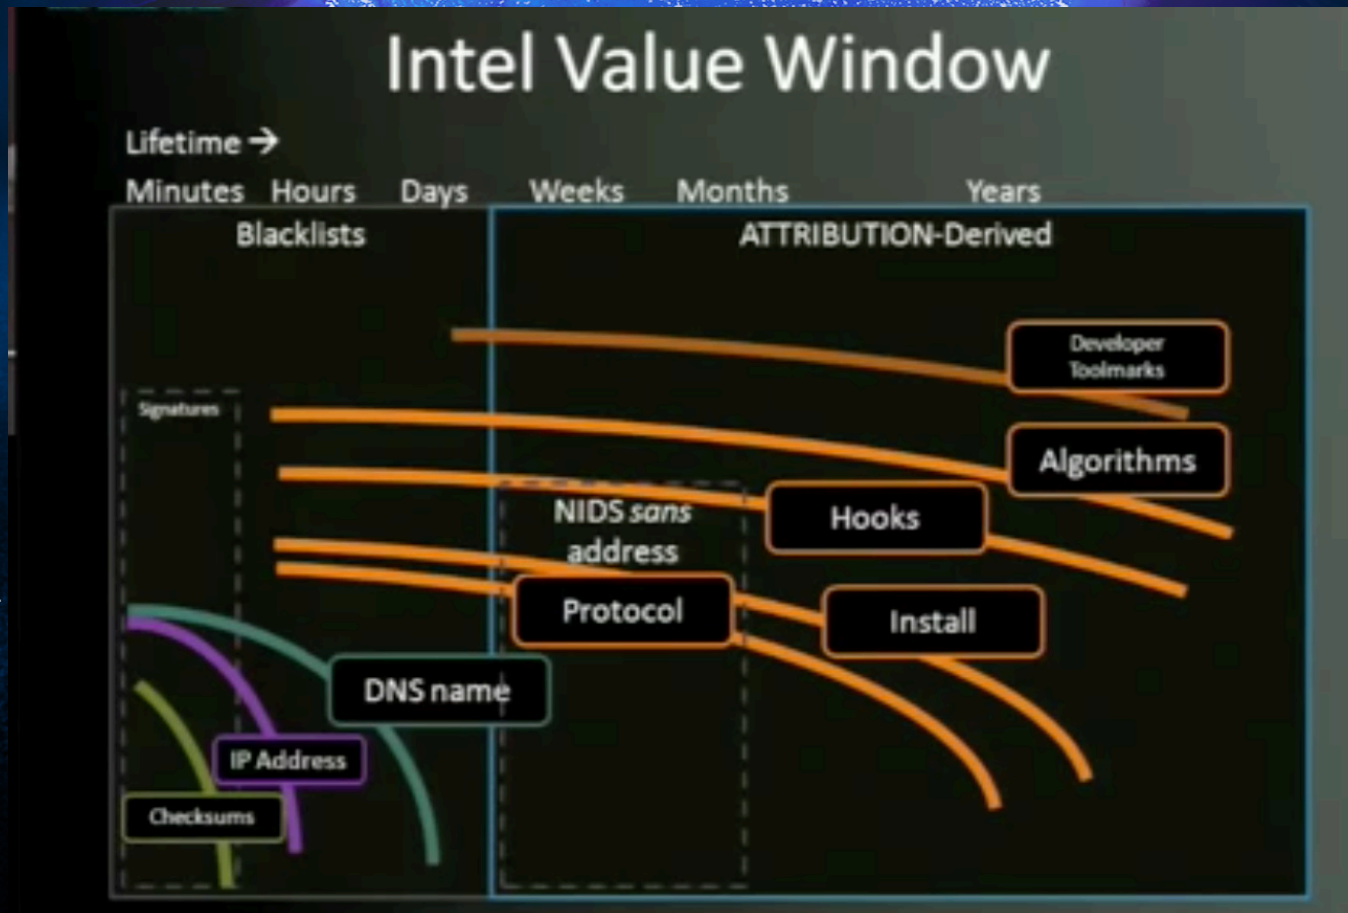 Intel Value Window
Lifetime →
Minutes Hours Days Weeks Months Years
Blacklists
ATTRIBUTION-Derived
Developer
Toolmarks
Signatures
Algorithms
NIDS sans
address
Hooks
Protocol
Install
DNS name
IP Address
Checksums